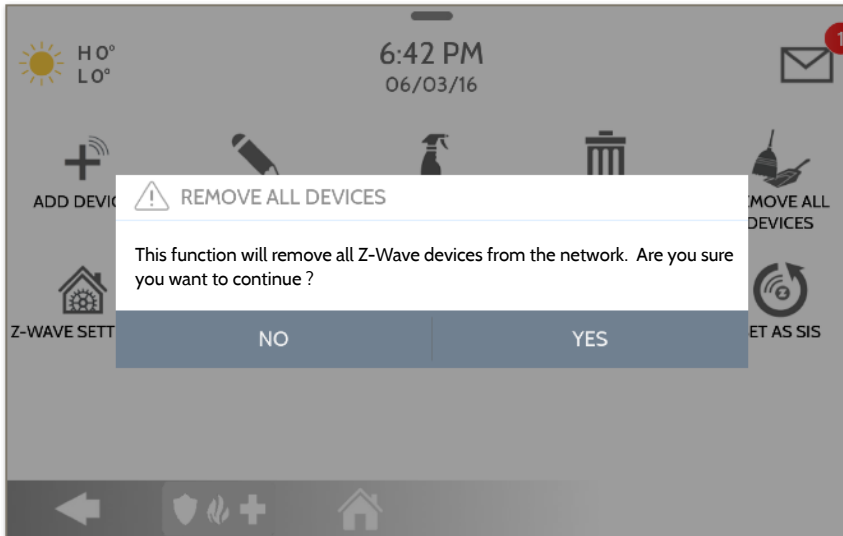 H 0°
L 0°
6:42 PM
06/03/16
1
ADD DEVIC
MOVE ALL
DEVICES
REMOVE ALL DEVICES
This function will remove all Z-Wave devices from the network. Are you sure
you want to continue ?
NO
YES
Z-WAVE SETT
ET AS SIS